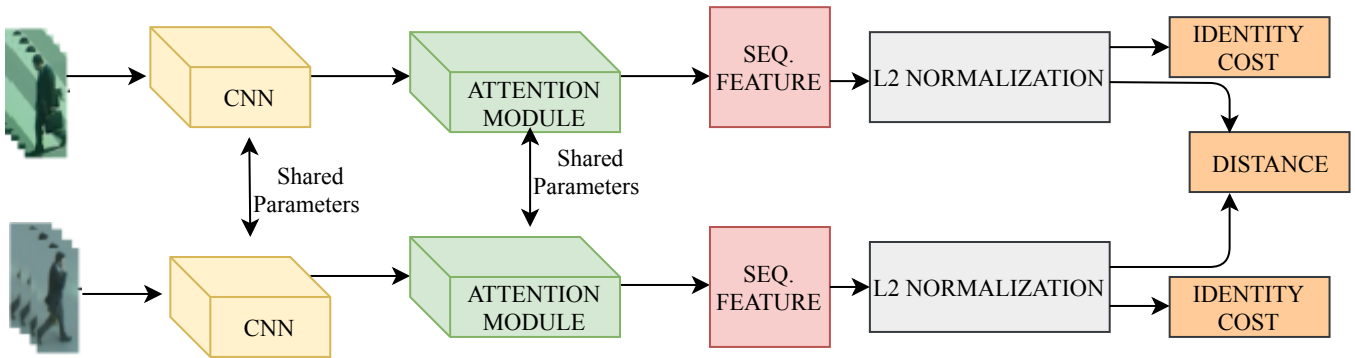 CNN
ATTENTION
MODULE
SEQ.
FEATURE
L2 NORMALIZATION
IDENTITY
COST
Shared
Parameters
Shared
Parameters
DISTANCE
CNN
ATTENTION
MODULE
SEQ.
FEATURE
L2 NORMALIZATION
IDENTITY
COST